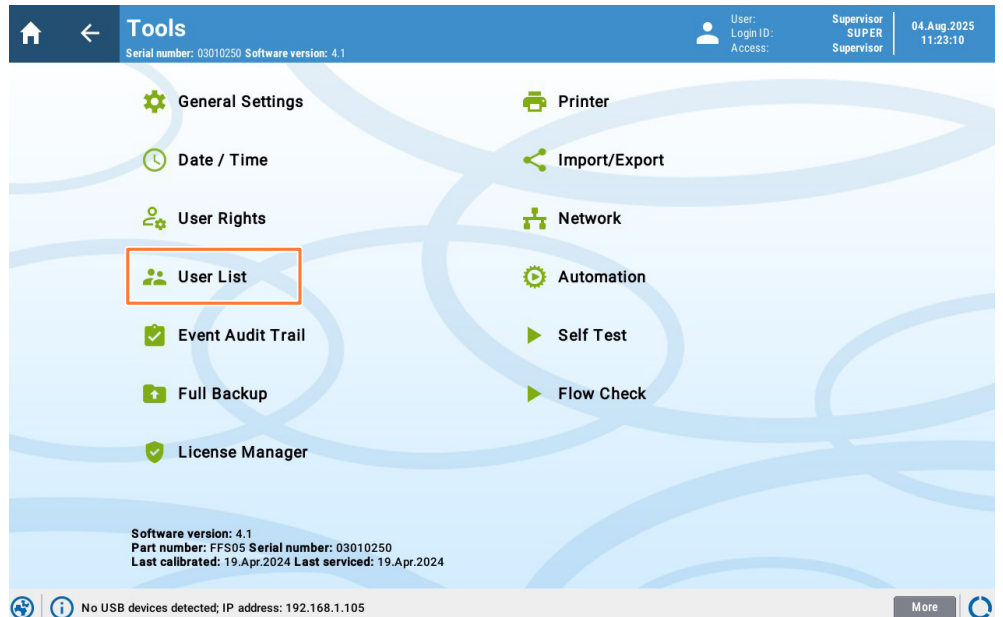 Tools
Serial number: 03010250 Software version: 4.1
User: Supervisor
Login ID: SUPER
Access: Supervisor
04.Aug.2025
11:23:10
General Settings
Printer
Date / Time
Import/Export
User Rights
Network
User List
Automation
Event Audit Trail
Self Test
Full Backup
Flow Check
License Manager
Software version: 4.1
Part number: FFS05 Serial number: 03010250
Last calibrated: 19.Apr.2024 Last serviced: 19.Apr.2024
No USB devices detected; IP address: 192.168.1.105
More